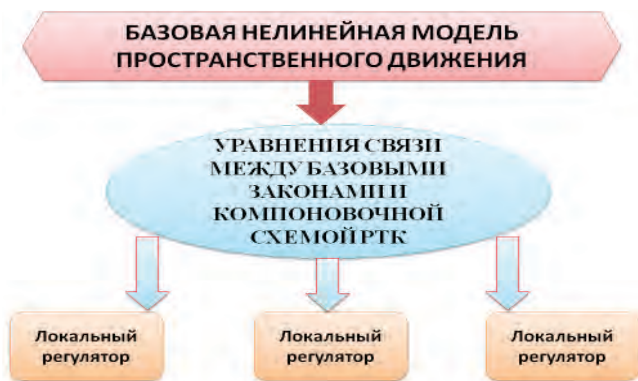 БАЗОВАЯ НЕЛИНЕЙНАЯ МОДЕЛЬ
ПРОСТРАНСТВЕННОГО ДВИЖЕНИЯ
УРАВНЕНИЯ СВЯЗИ
МЕЖДУ БАЗОВЫМИ
ЗАКОНАМИ И
КОМПОНОВОЧНОЙ
СХЕМОЙ РТК
Локальный
регулятор
Локальный
регулятор
Локальный
регулятор